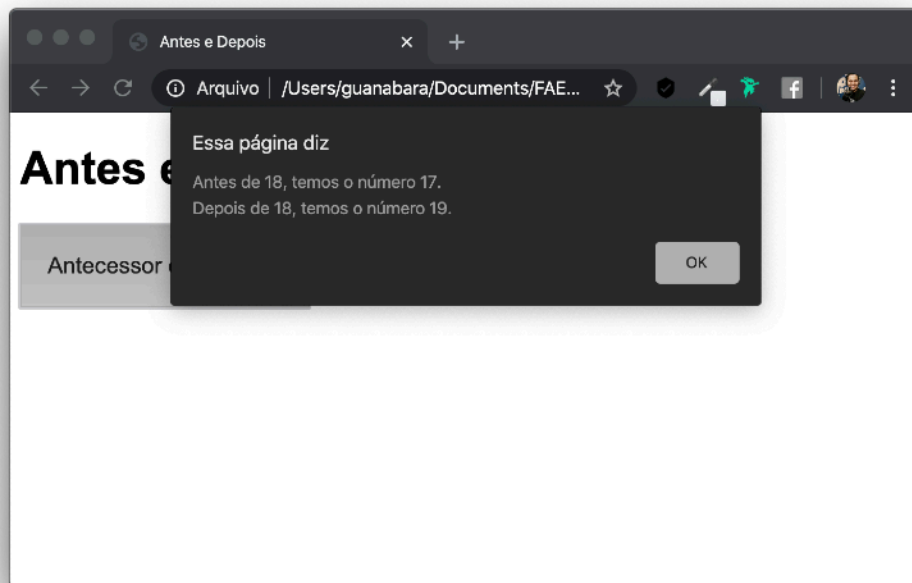 Antes e Depois
Arquivo /Users/guanabara/Documents/FAE...
Essa página diz
Antes de 18, temos o número 17.
Depois de 18, temos o número 19.
OK
Antes e
Antecessor